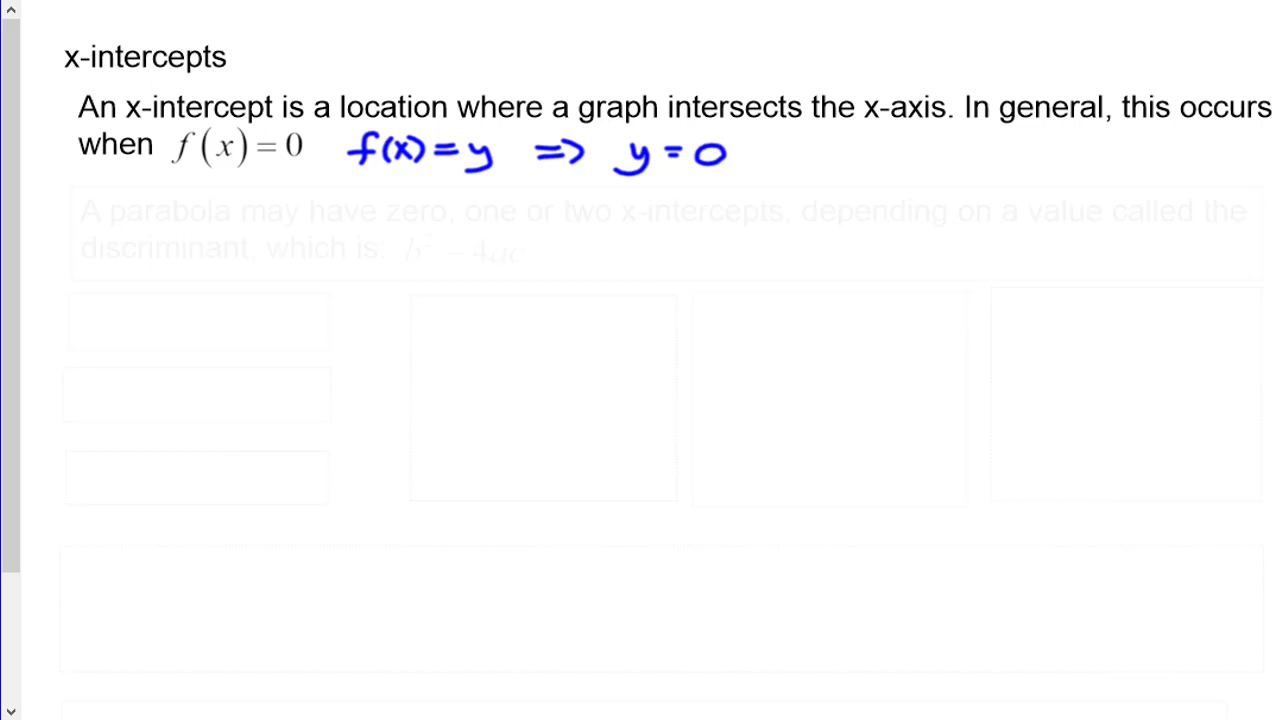 x-intercepts
An x-intercept is a location where a graph intersects the x-axis. In general, this occurs
when f(x) = 0 f(x) = y => y = 0
A parabola may have zero, one or two x-intercepts, depending on a value called the
discriminant, which is: b² − 4ac